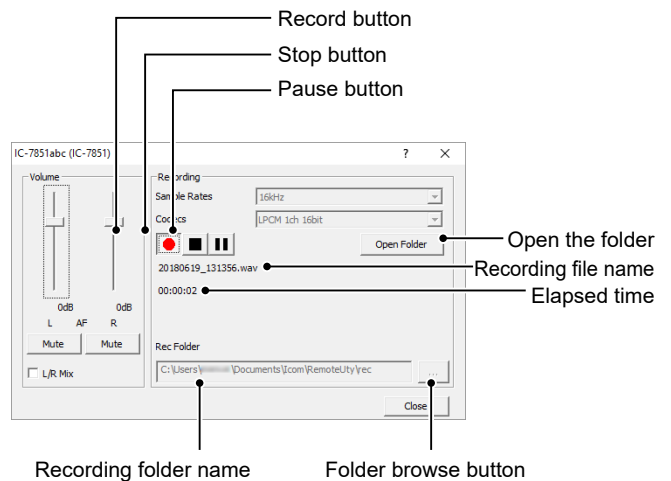 Record button
Stop button
Pause button
IC-7851abc (IC-7851) ? ×
Volume
Recording
Sample Rates 16kHz
Codecs LPCM 1ch 16bit
Open Folder
Open the folder
20180619_131356.wav
Recording file name
00:00:02
Elapsed time
0dB 0dB
L AF R
Mute Mute
Rec Folder
L/R Mix
C:\Users\ \Documents\Icom\RemoteUty\rec
...
Close
Recording folder name
Folder browse button